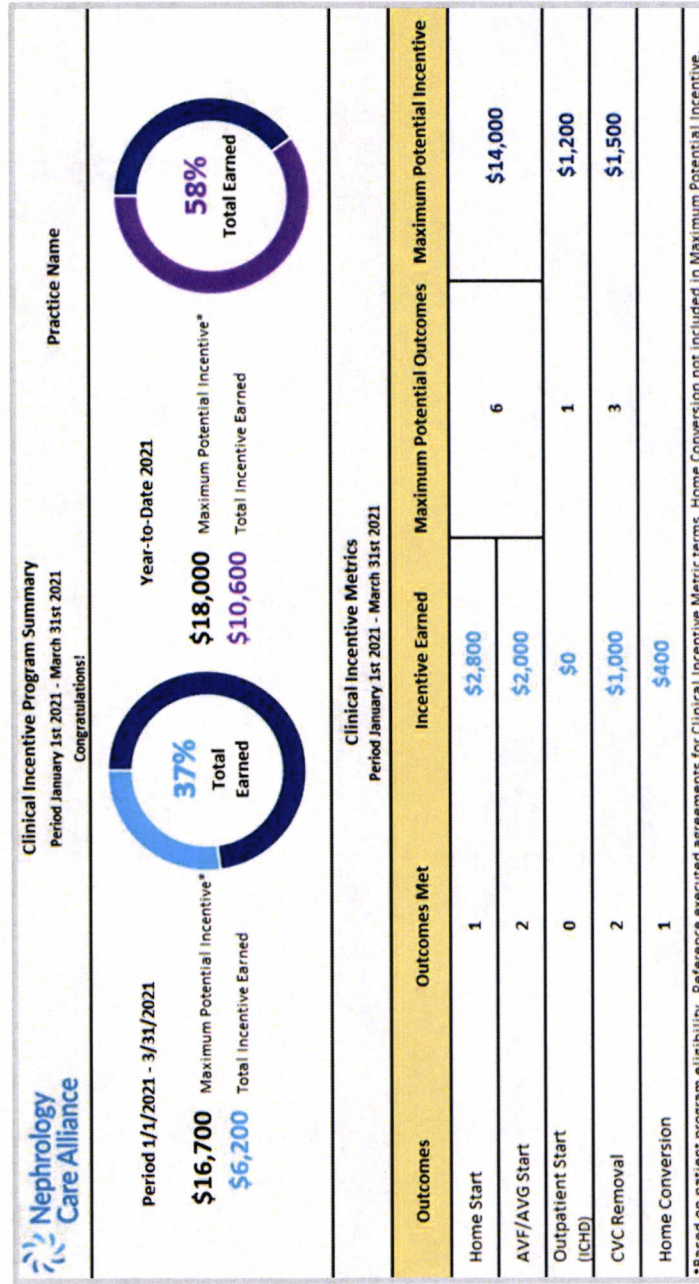 Nephrology
Care Alliance
Clinical Incentive Program Summary
Period January 1st 2021 - March 31st 2021
Congratulations!
Practice Name
Period 1/1/2021 - 3/31/2021
$16,700 Maximum Potential Incentive*
$6,200 Total Incentive Earned
37%
Total
Earned
Year-to-Date 2021
$18,000 Maximum Potential Incentive*
$10,600 Total Incentive Earned
58%
Total Earned
Clinical Incentive Metrics
Period January 1st 2021 - March 31st 2021
Outcomes Outcomes Met Incentive Earned Maximum Potential Outcomes Maximum Potential Incentive
Home Start 1 $2,800 6 $14,000
AVF/AVG Start 2 $2,000
Outpatient Start
(ICHD) 0 $0 1 $1,200
CVC Removal 2 $1,000 3 $1,500
Home Conversion 1 $400
*Based on patient program eligibility. Reference executed agreements for Clinical Incentive Metric terms. Home Conversion not included in Maximum Potential Incentive.